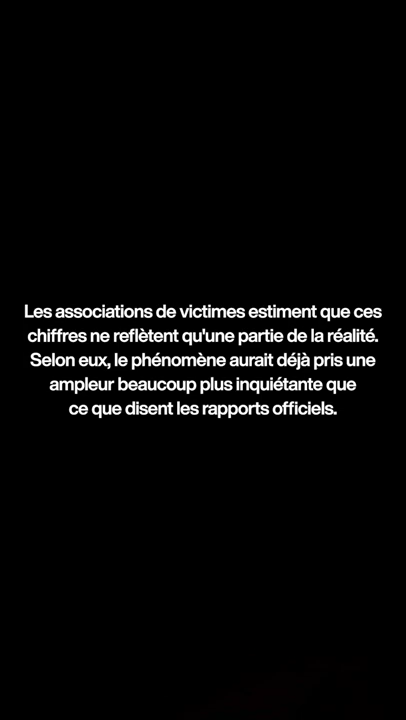 Les associations de victimes estiment que ces
chiffres ne reflètent qu'une partie de la réalité.
Selon eux, le phénomène aurait déjà pris une
ampleur beaucoup plus inquiétante que
ce que disent les rapports officiels.